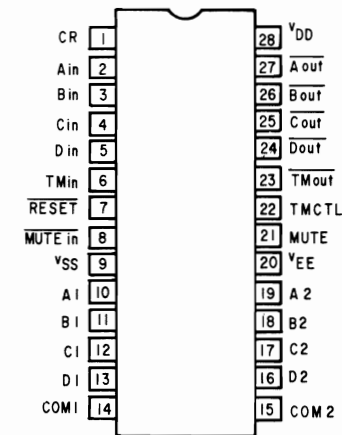 CR 1 28 VDD
Ain 2 27 Aout
Bin 3 26 Bout
Cin 4 25 Cout
Din 5 24 Dout
TMin 6 23 TMout
RESET 7 22 TMCTL
MUTE in 8 21 MUTE
VSS 9 20 VEE
A1 10 19 A2
B1 11 18 B2
C1 12 17 C2
D1 13 16 D2
COM1 14 15 COM2